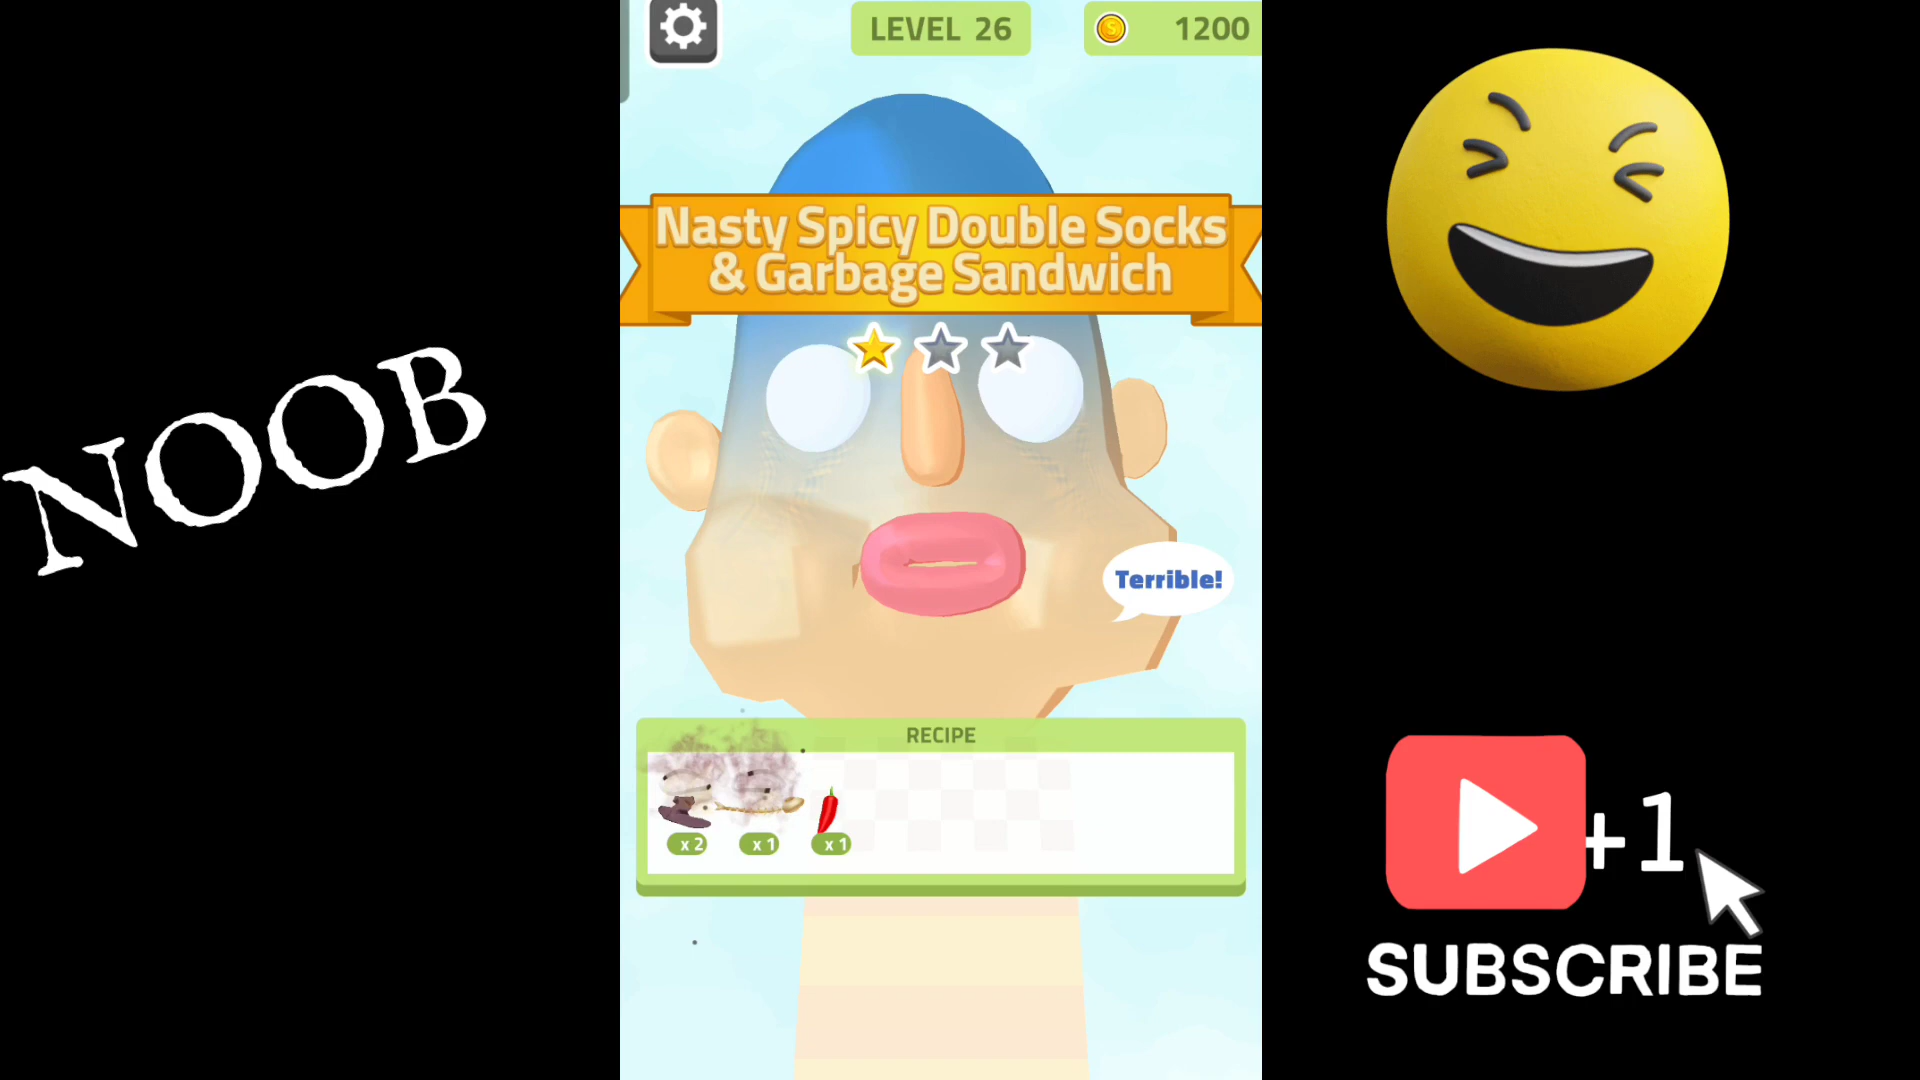 LEVEL 26
1200
Nasty Spicy Double Socks
& Garbage Sandwich
NOOB
Terrible!
RECIPE
x 2
x 1
x 1
+1
SUBSCRIBE